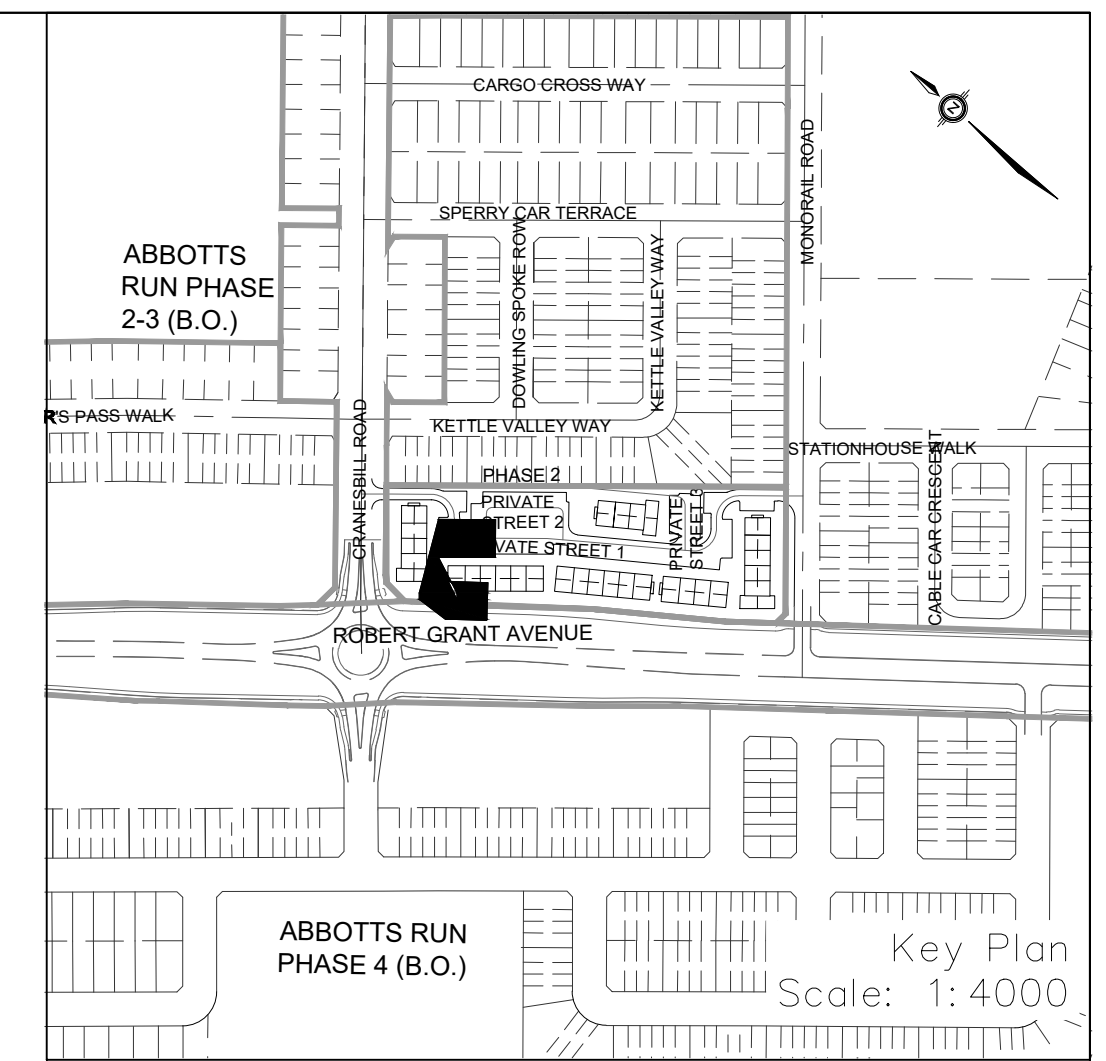 CARGO CROSS WAY
N
MONORAIL ROAD
SPERRY CAR TERRACE
ABBOTTS
RUN PHASE
2-3 (B.O.)
DOWLING SPOKE ROW
KETTLE VALLEY WAY
R'S PASS WALK
CRANESBILL ROAD
KETTLE VALLEY WAY
STATIONHOUSE WALK
CABLE CAR CRESCENT
PHASE 2
PRIVATE
STREET 2
PRIVATE
STREET 3
VATE STREET 1
ROBERT GRANT AVENUE
ABBOTTS RUN
PHASE 4 (B.O.)
Key Plan
Scale: 1:4000